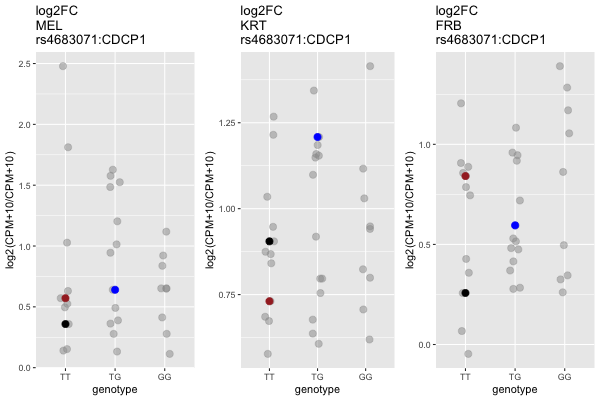 log2FC
MEL
rs4683071:CDCP1
log2(CPM+10/CPM+10)
2.5
2.0
1.5
1.0
0.5
0.0
TT TG GG
genotype
log2FC
KRT
rs4683071:CDCP1
log2(CPM+10/CPM+10)
1.25
1.00
0.75
TT TG GG
genotype
log2FC
FRB
rs4683071:CDCP1
log2(CPM+10/CPM+10)
1.0
0.5
0.0
TT TG GG
genotype